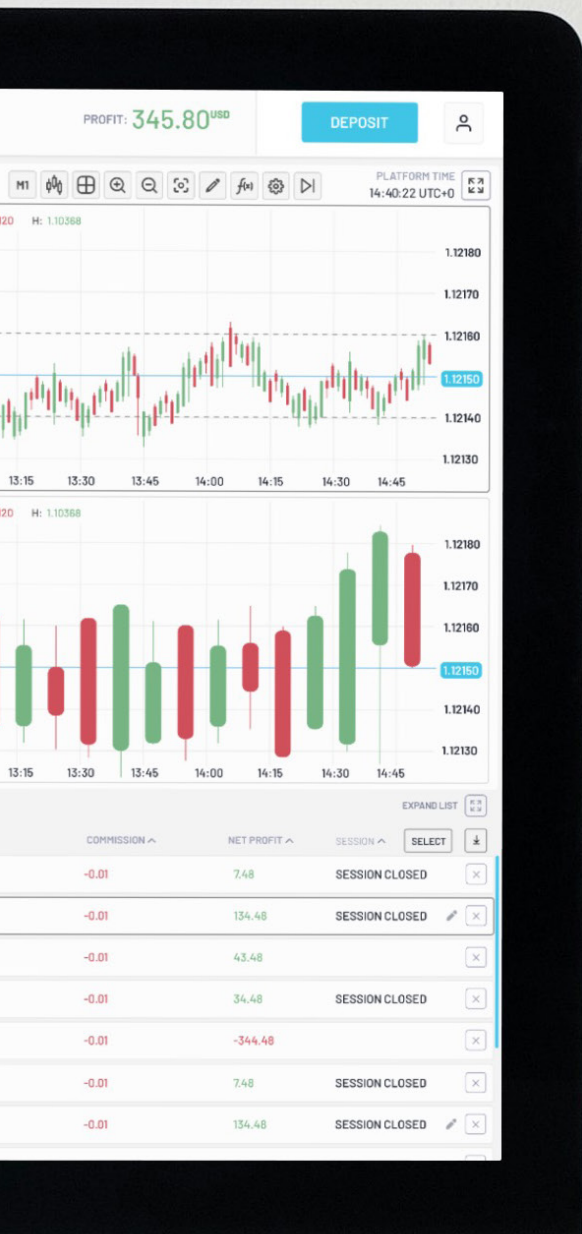 PROFIT: 345.80 USD DEPOSIT
M1 f(x) PLATFORM TIME
14:40:22 UTC+0
120 H: 1.10368
1.12180
1.12170
1.12160
1.12150
1.12140
1.12130
13:15 13:30 13:45 14:00 14:15 14:30 14:45
120 H: 1.10368
1.12180
1.12170
1.12160
1.12150
1.12140
1.12130
13:15 13:30 13:45 14:00 14:15 14:30 14:45
EXPAND LIST
COMMISSION NET PROFIT SESSION SELECT
-0.01 7.48 SESSION CLOSED
-0.01 134.48 SESSION CLOSED
-0.01 43.48
-0.01 34.48 SESSION CLOSED
-0.01 -344.48
-0.01 7.48 SESSION CLOSED
-0.01 134.48 SESSION CLOSED